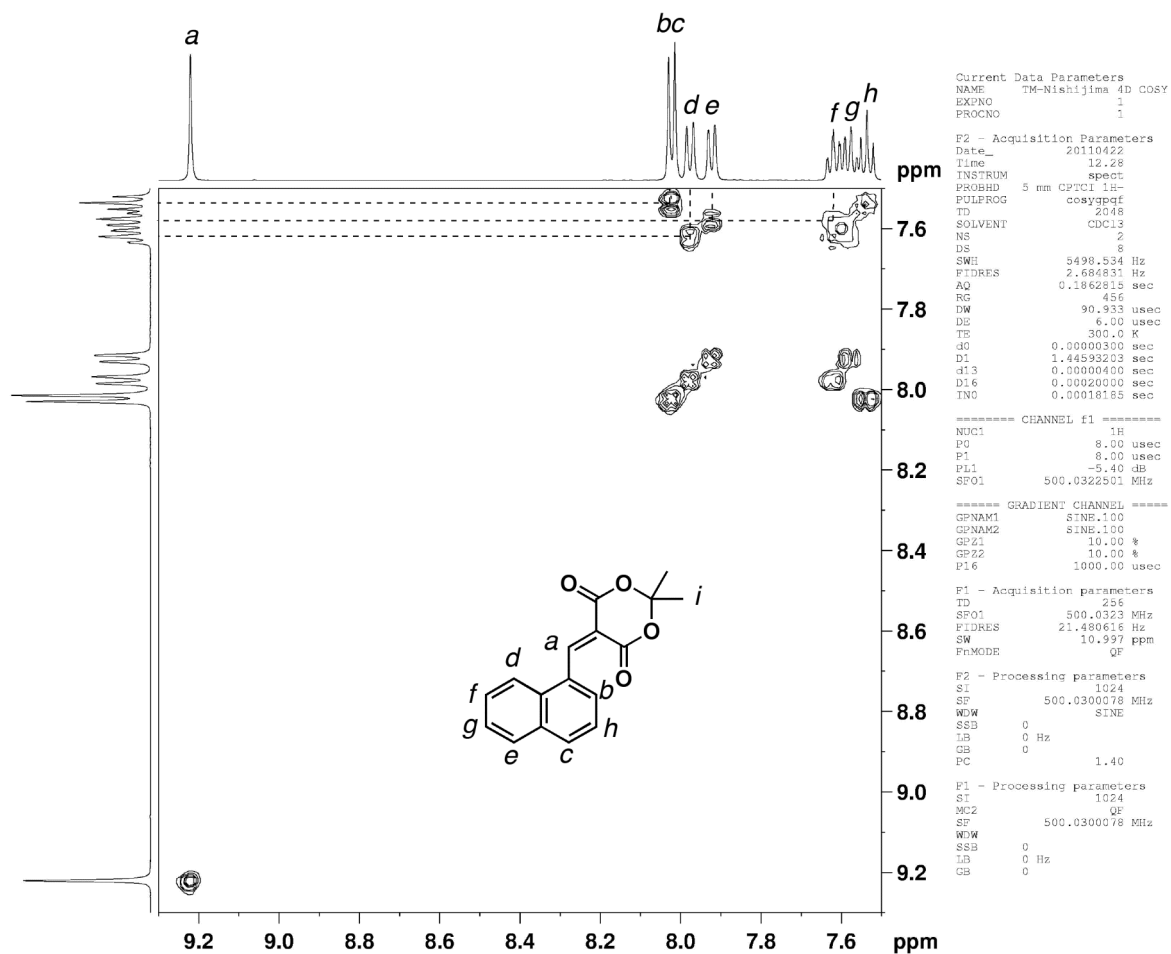 a
bc
d e
f g h
ppm
7.6
7.8
8.0
8.2
8.4
8.6
8.8
9.0
9.2
9.2 9.0 8.8 8.6 8.4 8.2 8.0 7.8 7.6 ppm
O O
i
a O
O
d
f b
g h
e c
Current Data Parameters
NAME TM-Nishijima 4D COSY
EXPNO 1
PROCNO 1
F2 - Acquisition Parameters
Date_ 20110422
Time 12.28
INSTRUM spect
PROBHD 5 mm CPTCI 1H-
PULPROG cosygpqf
TD 2048
SOLVENT CDCl3
NS 2
DS 8
SWH 5498.534 Hz
FIDRES 2.684831 Hz
AQ 0.1862815 sec
RG 456
DW 90.933 usec
DE 6.00 usec
TE 300.0 K
d0 0.00000300 sec
D1 1.44593203 sec
d13 0.00000400 sec
D16 0.00020000 sec
IN0 0.00018185 sec
======== CHANNEL f1 ========
NUC1 1H
P0 8.00 usec
P1 8.00 usec
PL1 -5.40 dB
SFO1 500.0322501 MHz
====== GRADIENT CHANNEL =====
GPNAM1 SINE.100
GPNAM2 SINE.100
GPZ1 10.00 %
GPZ2 10.00 %
P16 1000.00 usec
F1 - Acquisition parameters
TD 256
SFO1 500.0323 MHz
FIDRES 21.480616 Hz
SW 10.997 ppm
FnMODE QF
F2 - Processing parameters
SI 1024
SF 500.0300078 MHz
WDW SINE
SSB 0
LB 0 Hz
GB 0
PC 1.40
F1 - Processing parameters
SI 1024
MC2 QF
SF 500.0300078 MHz
WDW
SSB 0
LB 0 Hz
GB 0